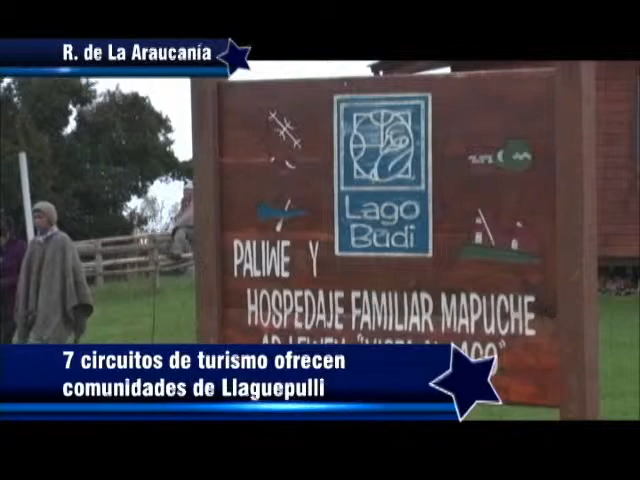 R. de La Araucanía
Lago
Budi
PALIWE Y
HOSPEDAJE FAMILIAR MAPUCHE
7 circuitos de turismo ofrecen
comunidades de Llaguepulli